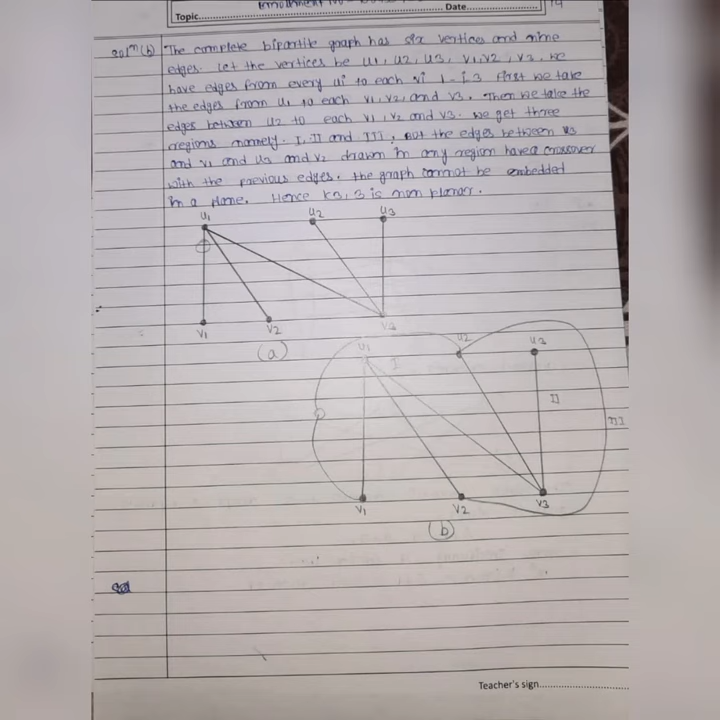 Topic Date
201ⁿ (b) The complete bipartite graph has six vertices and nine
edges. Let the vertices be u1, u2, u3, v1, v2, v3. we
have edges from every ui to each vi 1-i,3 First we take
the edges from u1 to each v1, v2, and v3. Then we take the
edges between u2 to each v1, v2 and v3. we get three
regions namely. I, II and III, but the edges between u3
and v1 and u3 and v2 drawn in any region have a crossover
with the previous edges. the graph cannot be embedded
in a plane. Hence K3,3 is non planar.
u1 u2 u3
v1 v2
(a)
u1 u2 u3
I
II
III
v1 v2 v3
(b)
Teacher's sign